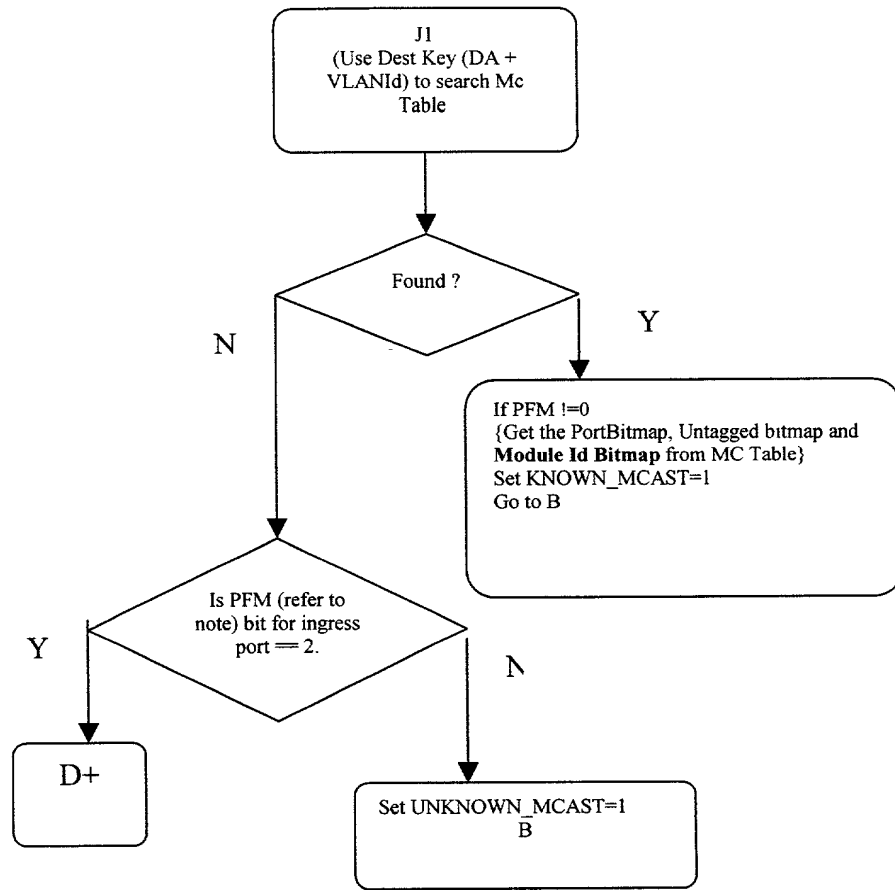 J1
(Use Dest Key (DA +
VLANId) to search Mc
Table
Found ?
N
Y
If PFM !=0
{Get the PortBitmap, Untagged bitmap and
Module Id Bitmap from MC Table}
Set KNOWN_MCAST=1
Go to B
Is PFM (refer to
note) bit for ingress
port == 2.
Y
N
D+
Set UNKNOWN_MCAST=1
B